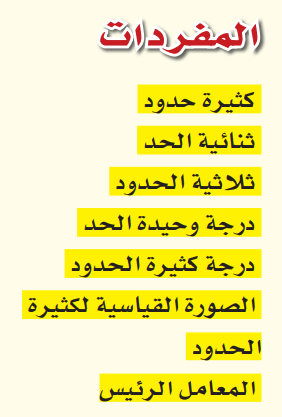 المفردات
كثيرة حدود
ثنائية الحد
ثلاثية الحدود
درجة وحيدة الحد
درجة كثيرة الحدود
الصورة القياسية لكثيرة
الحدود
المعامل الرئيس